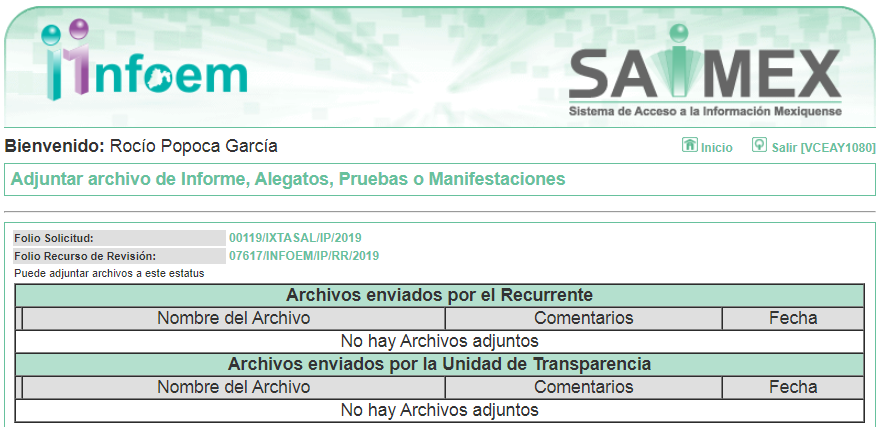 infoem
SAIMEX
Sistema de Acceso a la Información Mexiquense
Bienvenido: Rocío Popoca García
Inicio Salir [VCEAY1080]
Adjuntar archivo de Informe, Alegatos, Pruebas o Manifestaciones
Folio Solicitud: 00119/IXTASAL/IP/2019
Folio Recurso de Revisión: 07617/INFOEM/IP/RR/2019
Puede adjuntar archivos a este estatus
Archivos enviados por el Recurrente
Nombre del Archivo Comentarios Fecha
No hay Archivos adjuntos
Archivos enviados por la Unidad de Transparencia
Nombre del Archivo Comentarios Fecha
No hay Archivos adjuntos